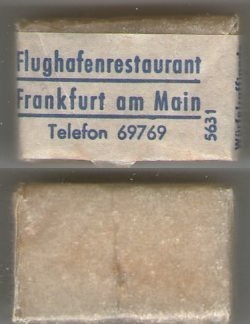 Flughafenrestaurant
Frankfurt am Main
Telefon 69769
5631